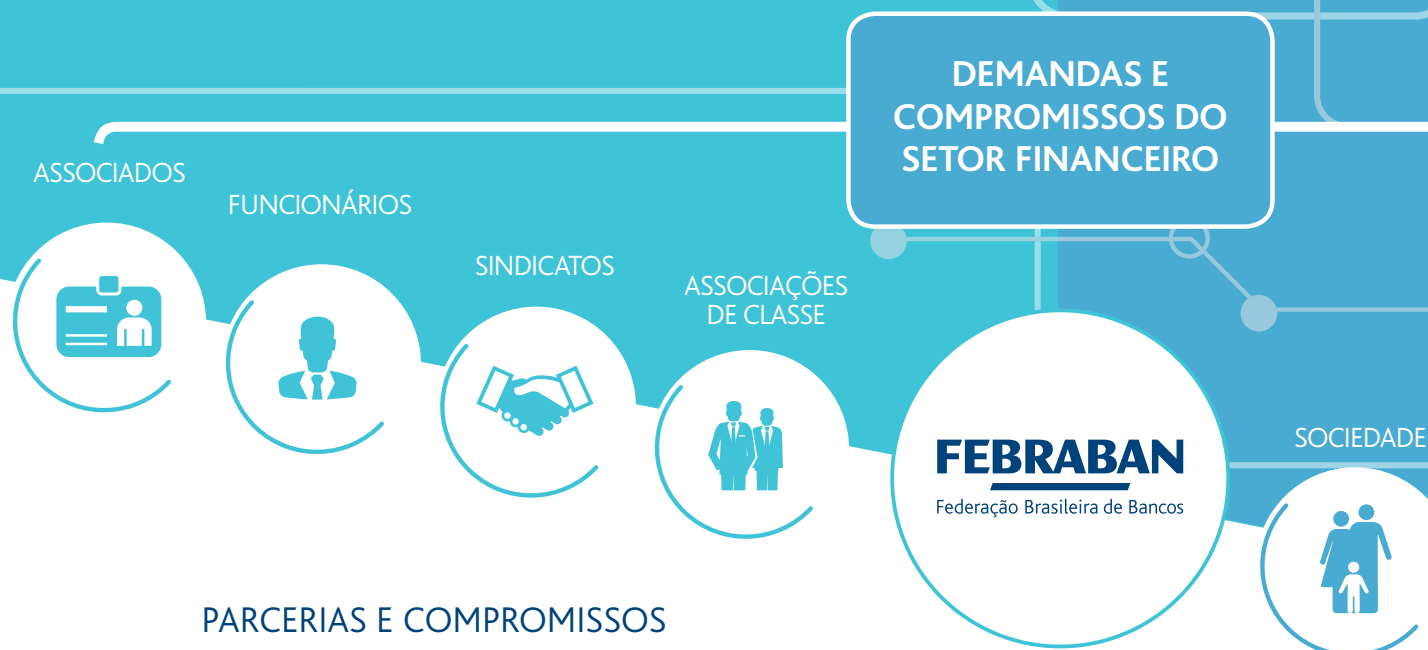 DEMANDAS E
COMPROMISSOS DO
SETOR FINANCEIRO
ASSOCIADOS
FUNCIONÁRIOS
SINDICATOS
ASSOCIAÇÕES
DE CLASSE
FEBRABAN
Federação Brasileira de Bancos
SOCIEDADE
PARCERIAS E COMPROMISSOS